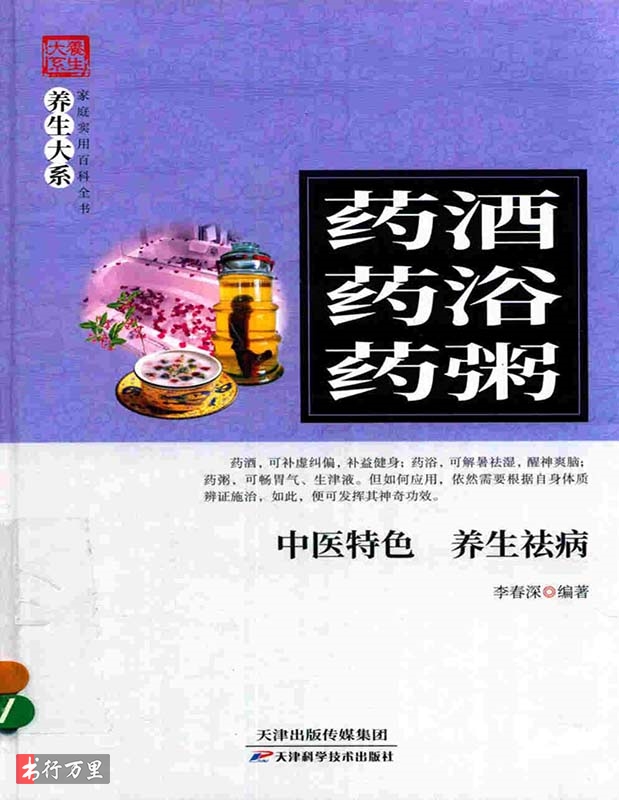 养生
大系
养生大系
家庭实用百科全书
药酒
药浴
药粥
药酒，可补虚纠偏，补益健身；药浴，可解暑祛湿，醒神爽脑；
药粥，可畅胃气、生津液。但如何应用，依然需要根据自身体质
辨证施治，如此，便可发挥其神奇功效。
中医特色 养生祛病
李春深◎编著
天津出版传媒集团
天津科学技术出版社
书行万里